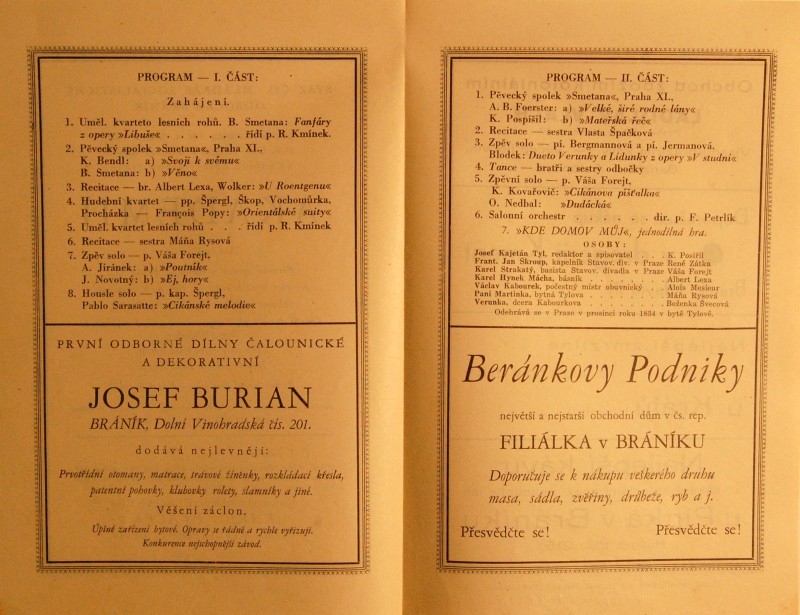 PROGRAM — I. ČÁST:
Zahájení.
1. Uměl. kvarteto lesních rohů. B. Smetana: Fanfáry
z opery »Libuše« . . . . . . řídí p. R. Kmínek.
2. Pěvecký spolek »Smetana«, Praha XI.,
K. Bendl: a) »Svoji k svému«
B. Smetana: b) »Věno«
3. Recitace — br. Albert Lexa, Wolker: »U Roentgenu«
4. Hudební kvartet — pp. Špergl, Škop, Vochomůrka,
Procházka — François Popy: »Orientálské suity«
5. Uměl. kvartet lesních rohů . . . řídí p. R. Kmínek
6. Recitace — sestra Máňa Rysová
7. Zpěv solo — p. Váša Forejt,
A. Jiránek: a) »Poutník«
J. Novotný: b) »Ej, hory«
8. Housle solo — p. kap. Špergl,
Pablo Sarasatte: »Cikánské melodie«
PRVNÍ ODBORNÉ DÍLNY ČALOUNICKÉ
A DEKORATIVNÍ
JOSEF BURIAN
BRÁNÍK, Dolní Vinohradská čís. 201.
dodává nejlevněji:
Prvotřídní otomany, matrace, trávové žíněnky, rozkládací křesla,
patentní pohovky, klubovky rolety, slamníky a jiné.
Věšení záclon.
Úplné zařízení bytové. Opravy se řádně a rychle vyřizují.
Konkurence nejschopnější závod.
PROGRAM — II. ČÁST:
1. Pěvecký spolek »Smetana«, Praha XI.,
A. B. Foerster: a) »Velké, širé rodné lány«
K. Pospíšil: b) »Mateřská řeč«
2. Recitace — sestra Vlasta Špačková
3. Zpěv solo — pí. Bergmannová a pí. Jermanová.
Blodek: Dueto Verunky a Lidunky z opery »V studni«
4. Tance — bratři a sestry odbočky
5. Zpěvní solo — p. Váša Forejt,
K. Kovařovič: »Cikánova píšťalka«
O. Nedbal: »Dudácká«
6. Salonní orchestr . . . . . . dir. p. F. Petrlík
7. »KDE DOMOV MŮJ«, jednodílná hra.
OSOBY:
Josef Kajetán Tyl, redaktor a spisovatel . . . K. Postřil
Frant. Jan Škroup, kapelník Stavov. div. v Praze René Zátka
Karel Strakatý, basista Stavov. divadla v Praze Váša Forejt
Karel Hynek Mácha, básník . . . . . . . Albert Lexa
Václav Kabourek, počestný mistr obuvnický . Alois Mesieur
Paní Martinka, bytná Tylova . . . . . . Máňa Rysová
Verunka, dcera Kabourkova . . . . . . Boženka Švecová
Odehrává se v Praze v prosinci roku 1834 v bytě Tylově.
Beránkovy Podniky
největší a nejstarší obchodní dům v čs. rep.
FILIÁLKA v BRÁNÍKU
Doporučuje se k nákupu veškerého druhu
masa, sádla, zvěřiny, drůbeže, ryb a j.
Přesvědčte se! Přesvědčte se!